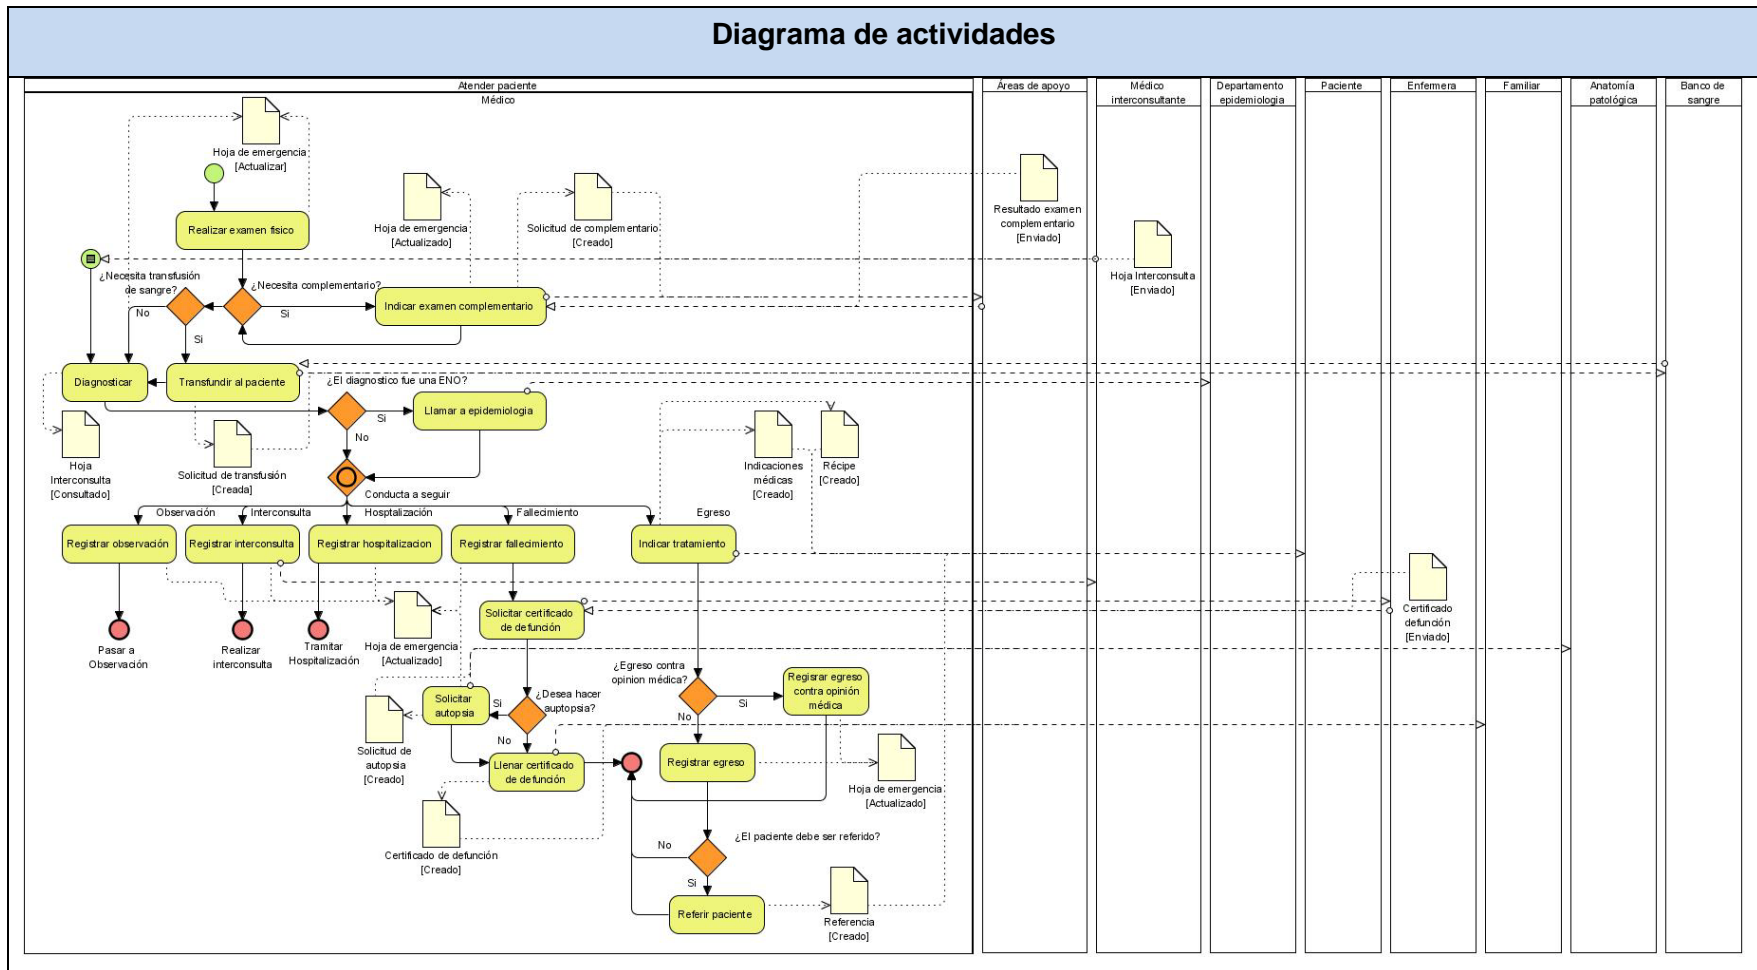 Diagrama de actividades
Atender paciente
Médico
Áreas de apoyo
Médico
interconsultante
Departamento
epidemiologia
Paciente
Enfermera
Familiar
Anatomía
patológica
Banco de
sangre
Hoja de emergencia
[Actualizar]
Realizar examen fisico
Hoja de emergencia
[Actualizado]
Solicitud de complementario
[Creado]
Resultado examen
complementario
[Enviado]
Hoja Interconsulta
[Enviado]
¿Necesita transfusión
de sangre?
¿Necesita complementario?
No
Si
Si
Indicar examen complementario
Diagnosticar
Transfundir al paciente
¿El diagnostico fue una ENO?
Si
No
Llamar a epidemiologia
Hoja
Interconsulta
[Consultado]
Solicitud de transfusión
[Creada]
Indicaciones
médicas
[Creado]
Récipe
[Creado]
Conducta a seguir
Observación
Interconsulta
Hosptalización
Fallecimiento
Egreso
Registrar observación
Registrar interconsulta
Registrar hospitalizacion
Registrar fallecimiento
Indicar tratamiento
Pasar a
Observación
Realizar
interconsulta
Tramitar
Hospitalización
Hoja de emergencia
[Actualizado]
Solicitar certificado
de defunción
Certificado
defunción
[Enviado]
¿Egreso contra
opinion médica?
Si
No
Regisrar egreso
contra opinión
médica
Solicitar
autopsia
Si
¿Desea hacer
auptopsia?
No
Solicitud de
autopsia
[Creado]
Llenar certificado
de defunción
Registrar egreso
Hoja de emergencia
[Actualizado]
Certificado de defunción
[Creado]
¿El paciente debe ser referido?
No
Si
Referir paciente
Referencia
[Creado]